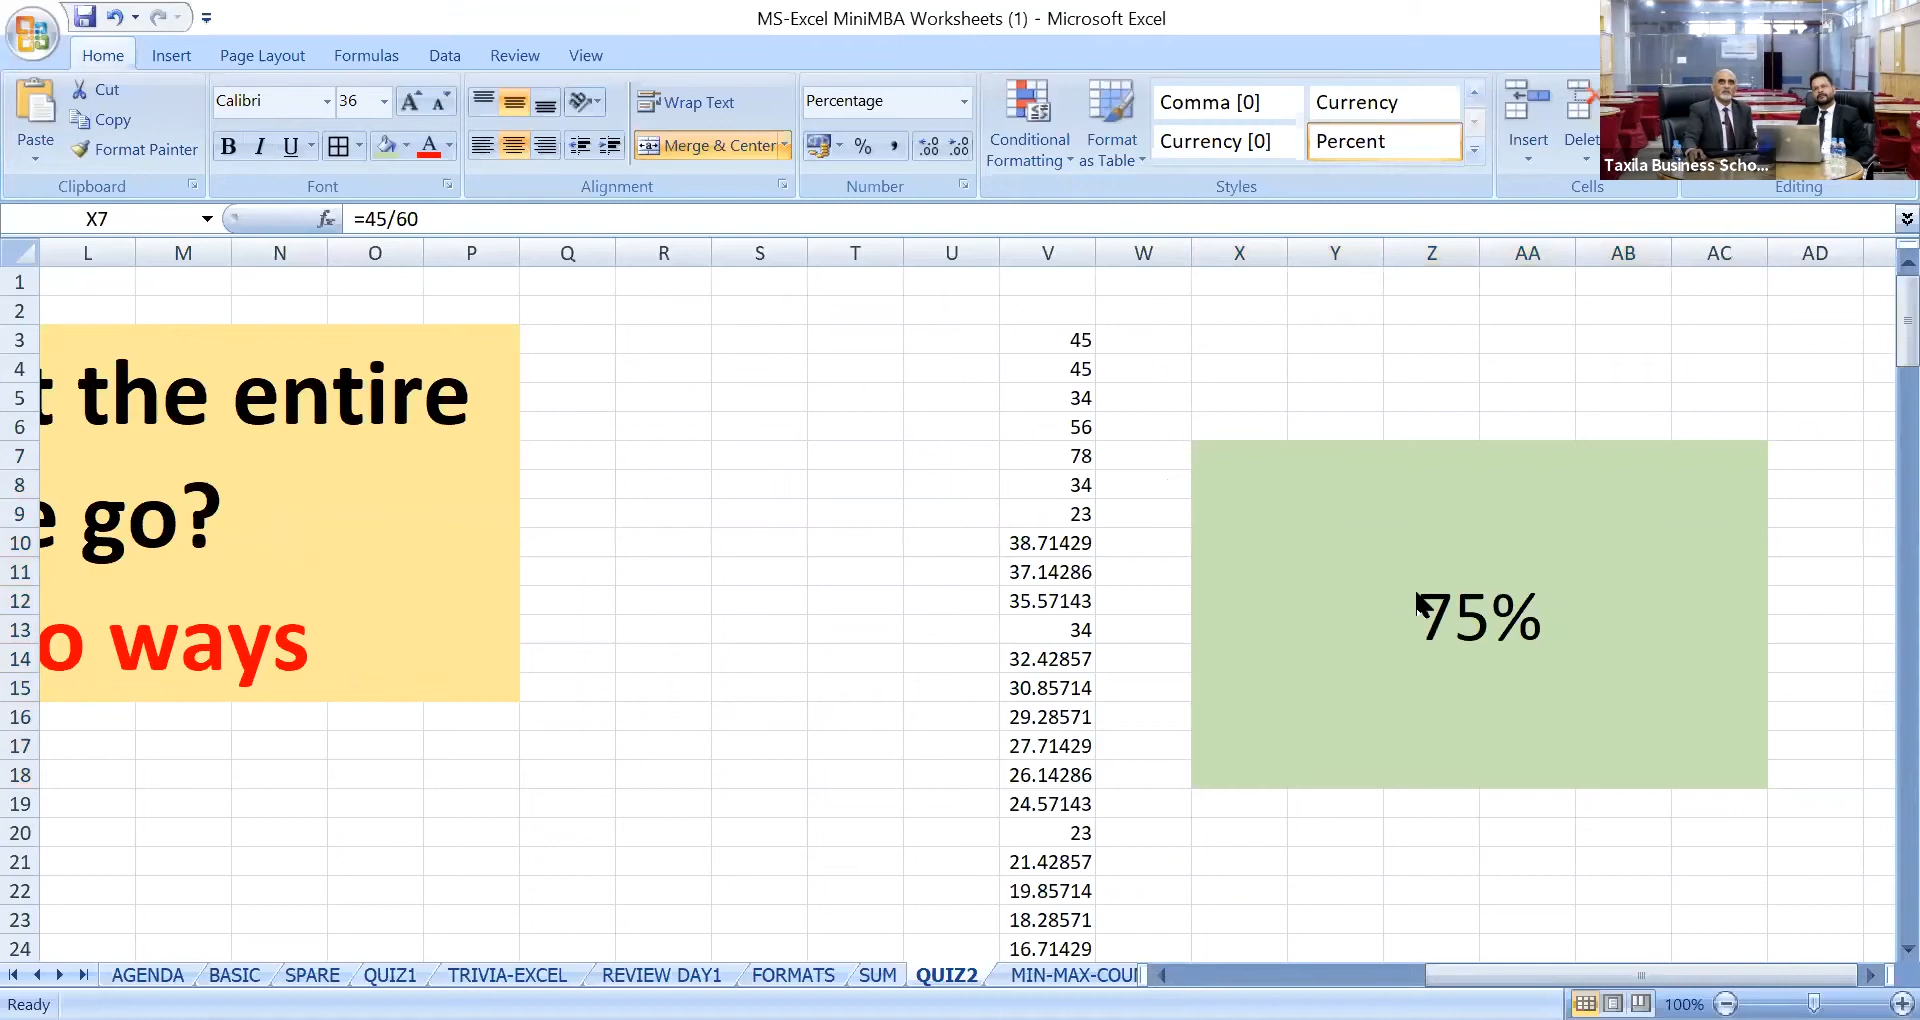 MS-Excel MiniMBA Worksheets (1) - Microsoft Excel
Home Insert Page Layout Formulas Data Review View
Paste
Cut
Copy
Format Painter
Clipboard
Calibri 36
B I U
Font
Wrap Text
Merge & Center
Alignment
Percentage
Number
Conditional Formatting
Format as Table
Comma [0] Currency
Currency [0] Percent
Styles
Insert Delet
Cells
Editing
Taxila Business Scho...
X7 fx =45/60
L M N O P Q R S T U V W X Y Z AA AB AC AD
1
2
3 45
4 45
5 34
6 56
7 78
8 34
9 23
10 38.71429
11 37.14286
12 35.57143
13 34
14 32.42857
15 30.85714
16 29.28571
17 27.71429
18 26.14286
19 24.57143
20 23
21 21.42857
22 19.85714
23 18.28571
24 16.71429
t the entire
e go?
o ways
75%
AGENDA BASIC SPARE QUIZ1 TRIVIA-EXCEL REVIEW DAY1 FORMATS SUM QUIZ2 MIN-MAX-COU
Ready 100%